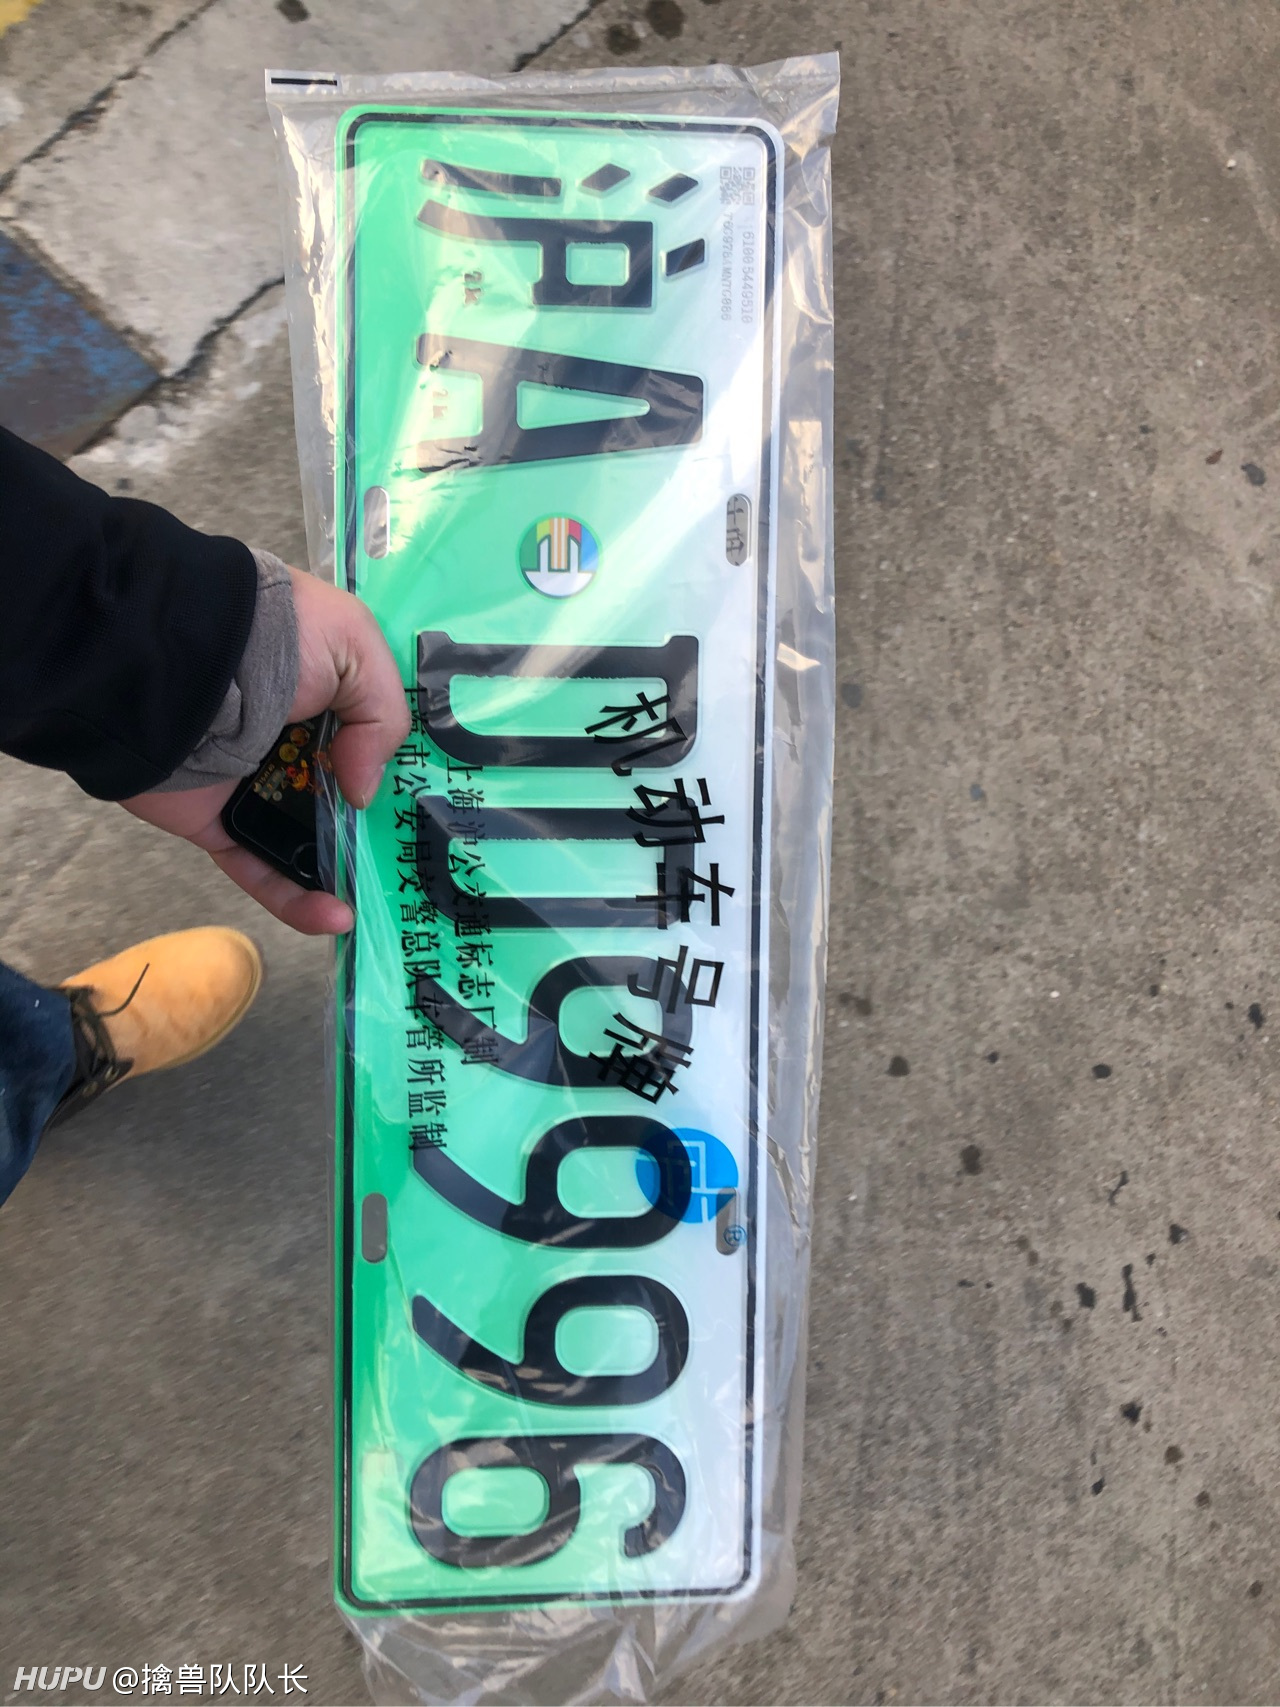 沪A·DD9996
机动车号牌
上海沪公交通标志厂制
上海市公安局交警总队车管所监制
®
HUPU @擒兽队队长